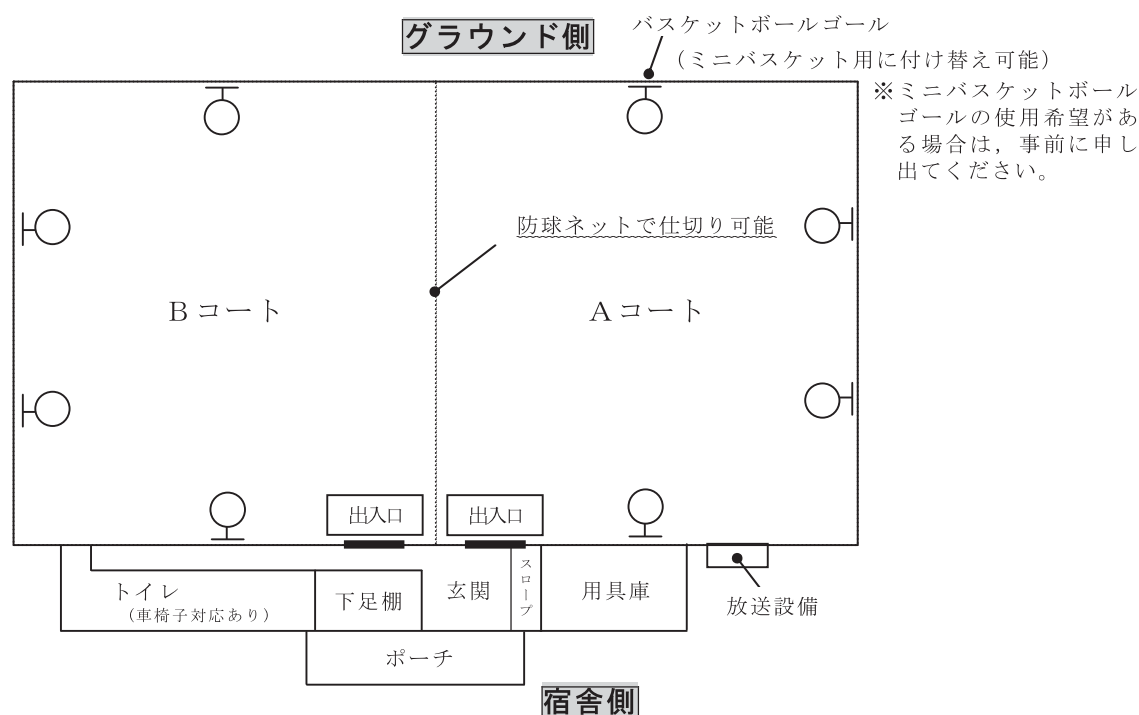 グラウンド側
バスケットボールゴール
（ミニバスケット用に付け替え可能）
※ミニバスケットボール
ゴールの使用希望があ
る場合は，事前に申し
出てください。
防球ネットで仕切り可能
Ｂコート
Ａコート
出入口
出入口
トイレ
（車椅子対応あり）
下足棚
玄関
スロープ
用具庫
放送設備
ポーチ
宿舎側